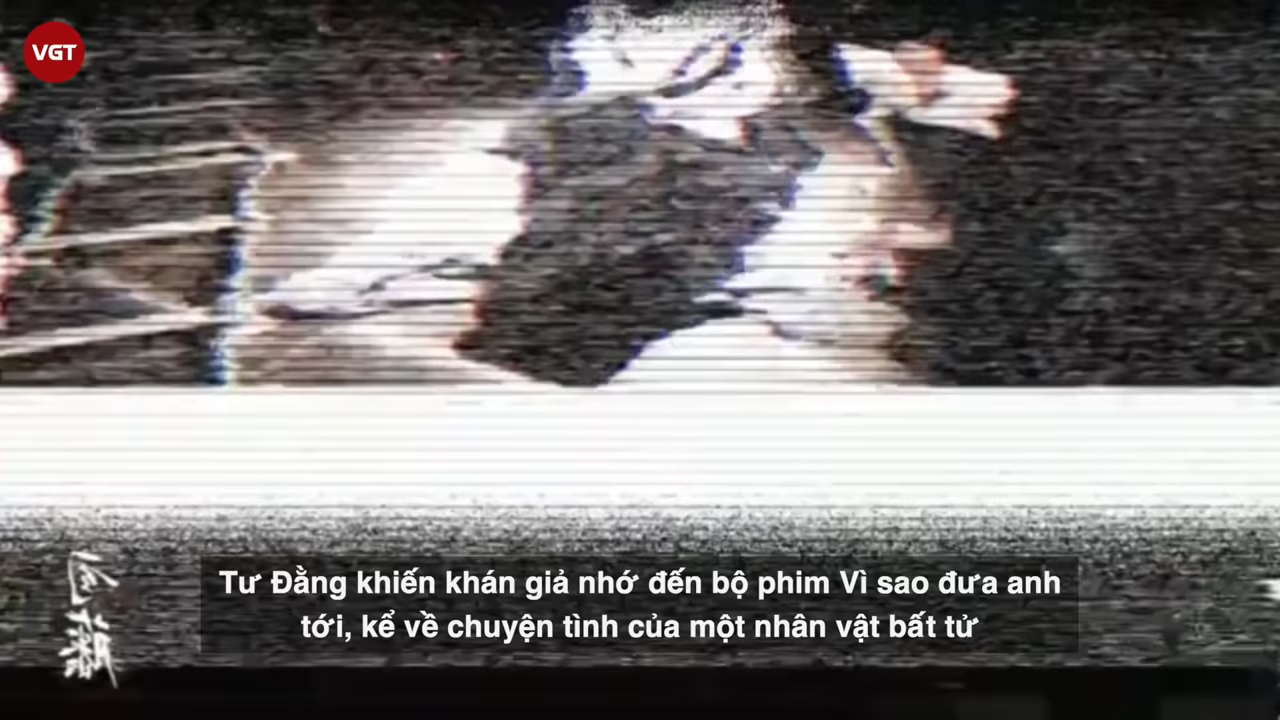 VGT
Tư Đằng khiến khán giả nhớ đến bộ phim Vì sao đưa anh
tới, kể về chuyện tình của một nhân vật bất tử